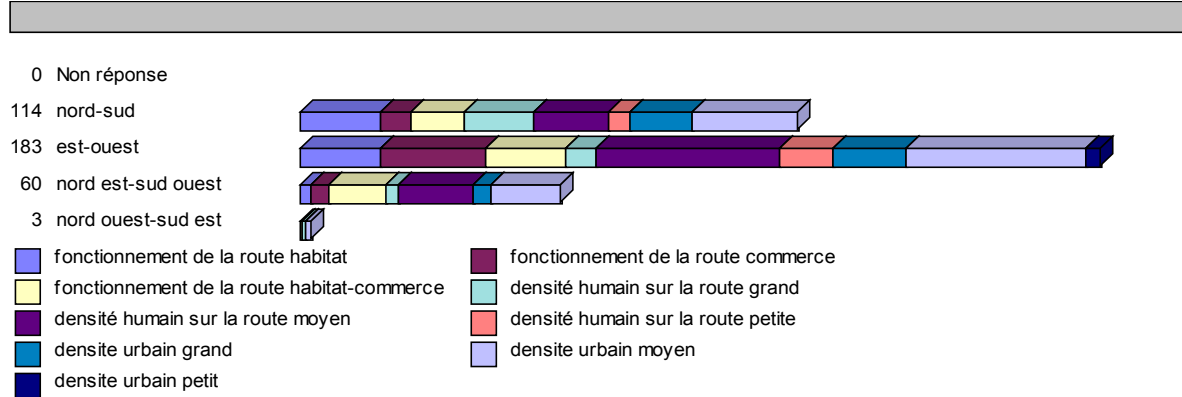 0 Non réponse
114 nord-sud
183 est-ouest
60 nord est-sud ouest
3 nord ouest-sud est
fonctionnement de la route habitat
fonctionnement de la route commerce
fonctionnement de la route habitat-commerce
densité humain sur la route grand
densité humain sur la route moyen
densité humain sur la route petite
densite urbain grand
densite urbain moyen
densite urbain petit